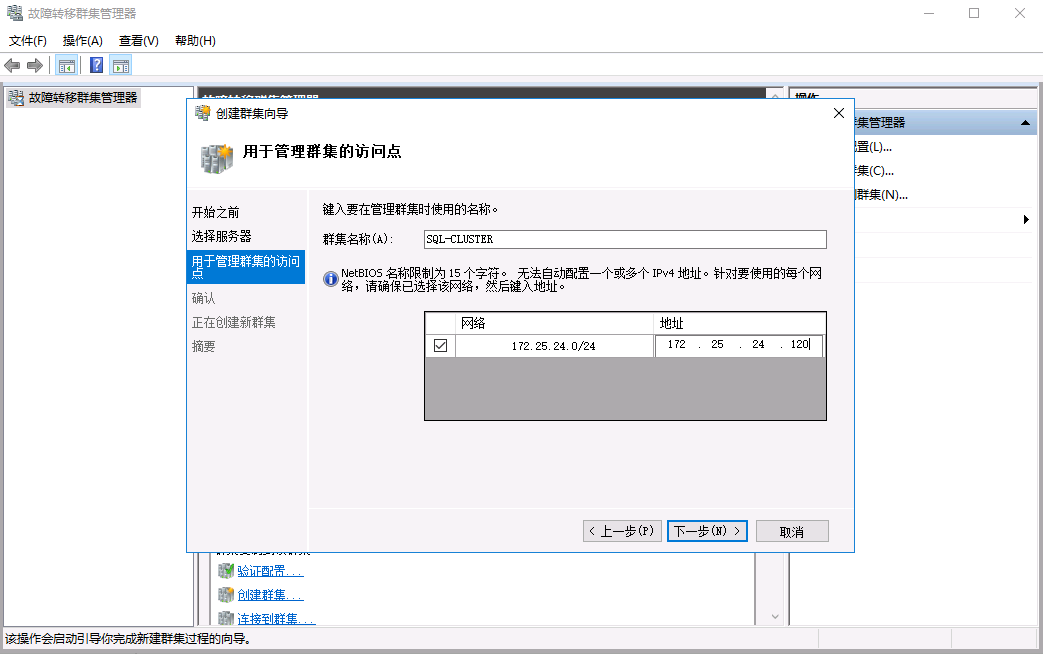 故障转移群集管理器
文件(F) 操作(A) 查看(V) 帮助(H)
故障转移群集管理器
创建群集向导
用于管理群集的访问点
开始之前
选择服务器
用于管理群集的访问
点
确认
正在创建新群集
摘要
键入要在管理群集时使用的名称。
群集名称(A):
SQL-CLUSTER
NetBIOS 名称限制为 15 个字符。 无法自动配置一个或多个 IPv4 地址。针对要使用的每个网
络，请确保已选择该网络，然后键入地址。
网络 地址
172.25.24.0/24 172 . 25 . 24 . 120
< 上一步(P) 下一步(N) > 取消
操作
集管理器
置(L)...
集(C)...
群集(N)...
验证配置...
创建群集...
连接到群集...
该操作会启动引导你完成新建群集过程的向导。